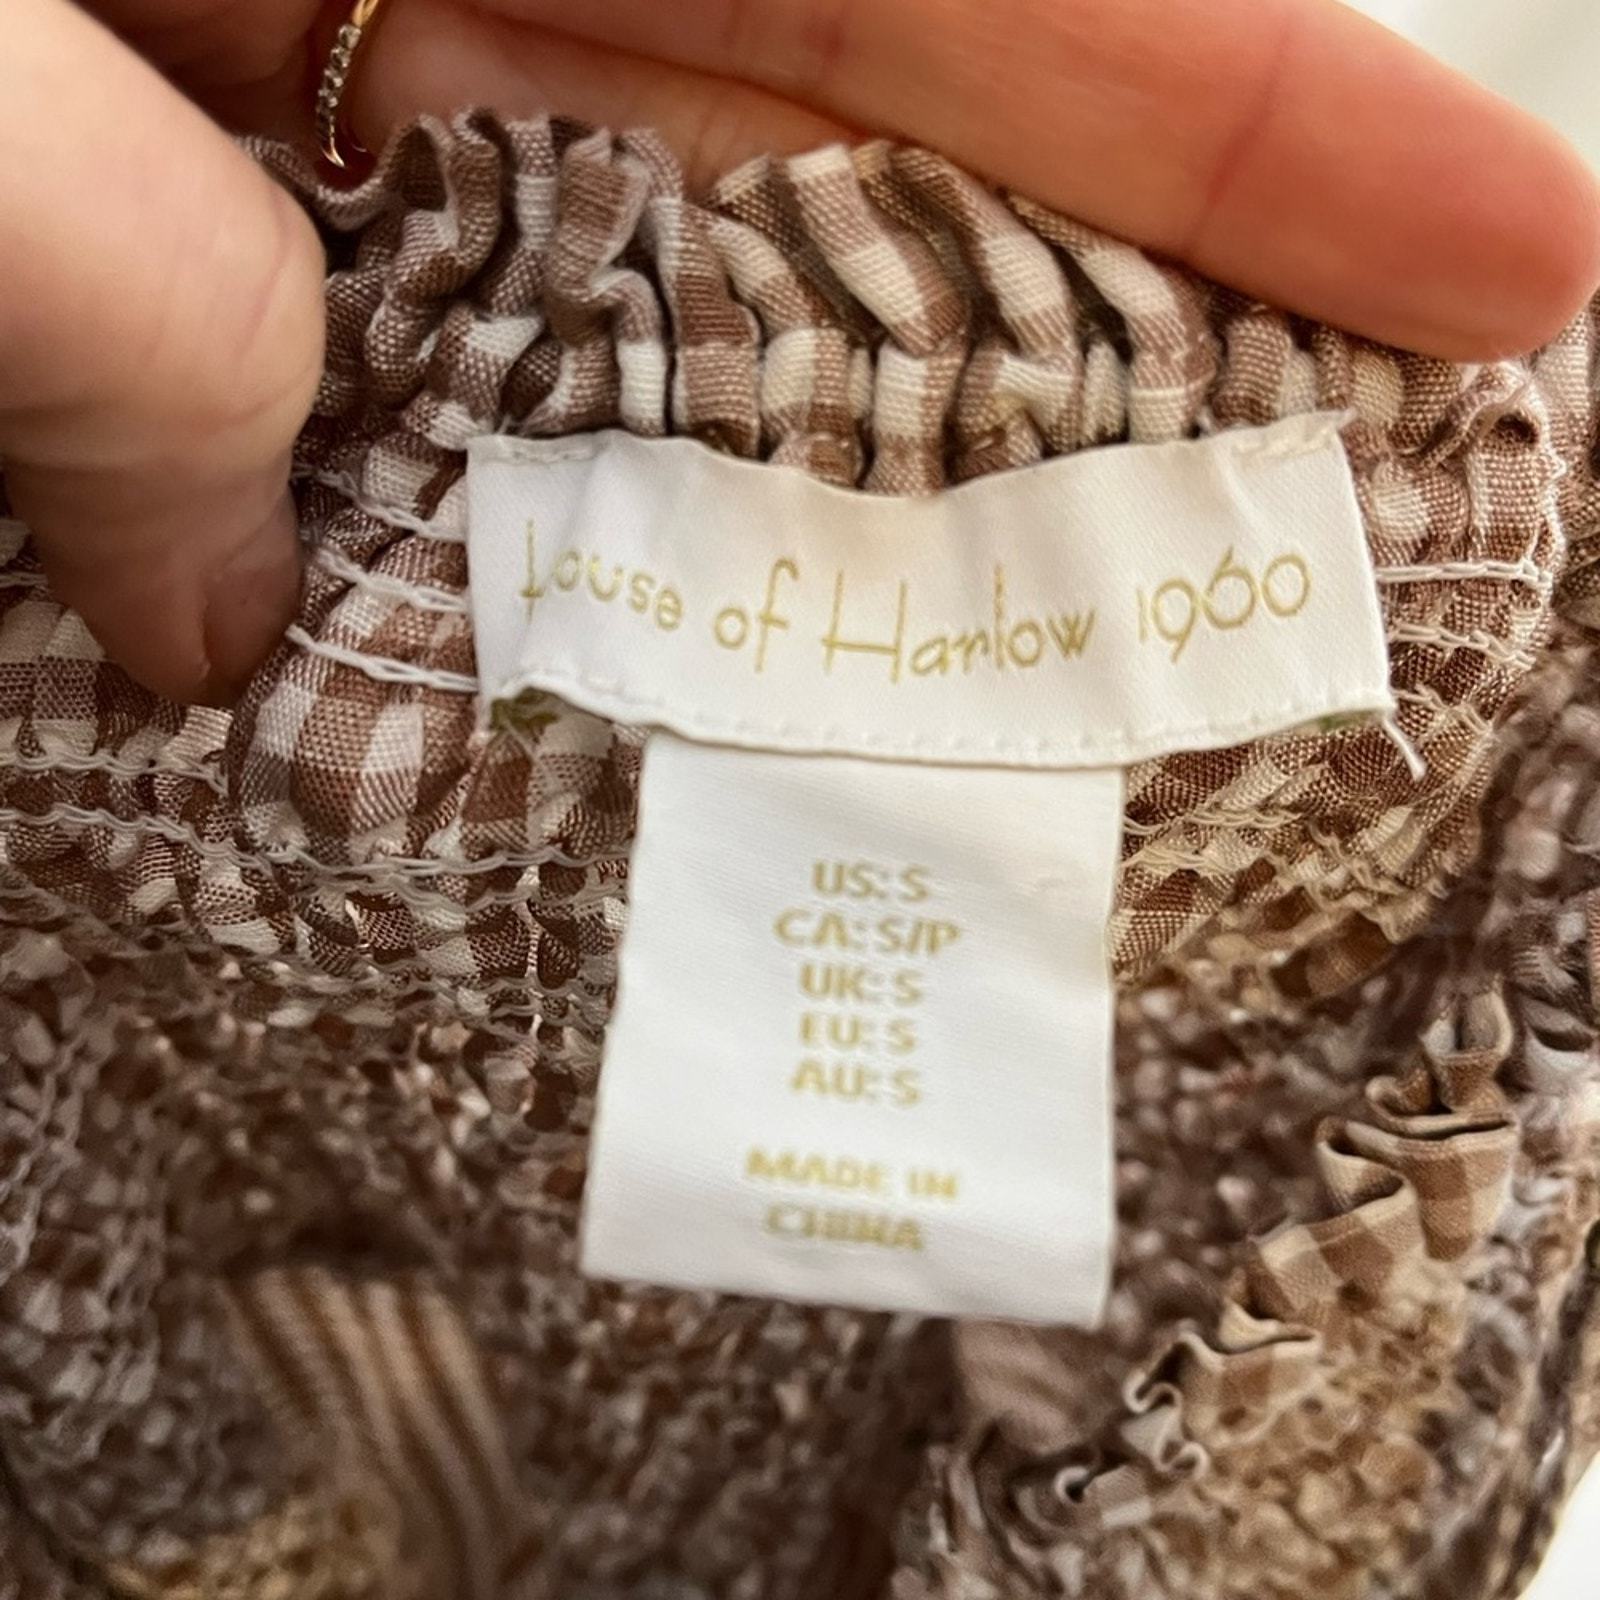 House of Harlow 1960
US: S
CA: S/P
UK: S
EU: S
AU: S
MADE IN
CHINA